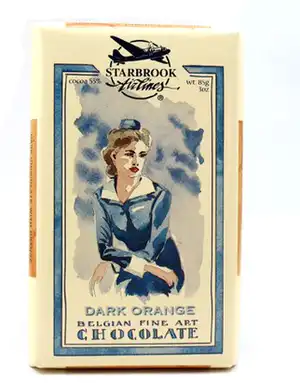 STARBROOK
Airlines
®
cocoa 55%
wt. 85g
3oz
DARK ORANGE
BELGIAN FINE ART
CHOCOLATE